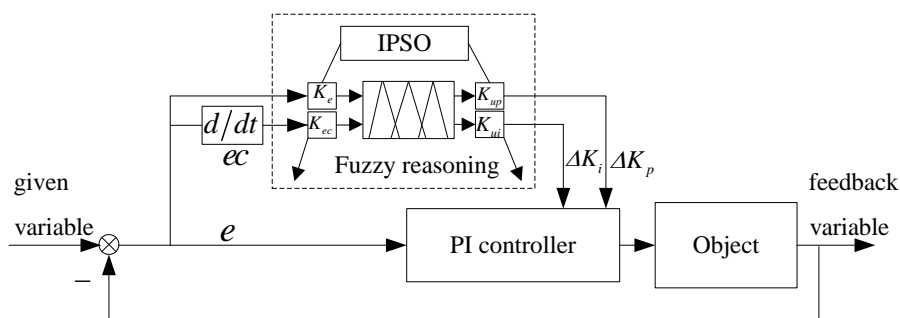 IPSO
K_e
K_up
d/dt
K_ec
K_ui
ec
Fuzzy reasoning
ΔK_i
ΔK_p
given
variable
feedback
variable
e
PI controller
Object
−